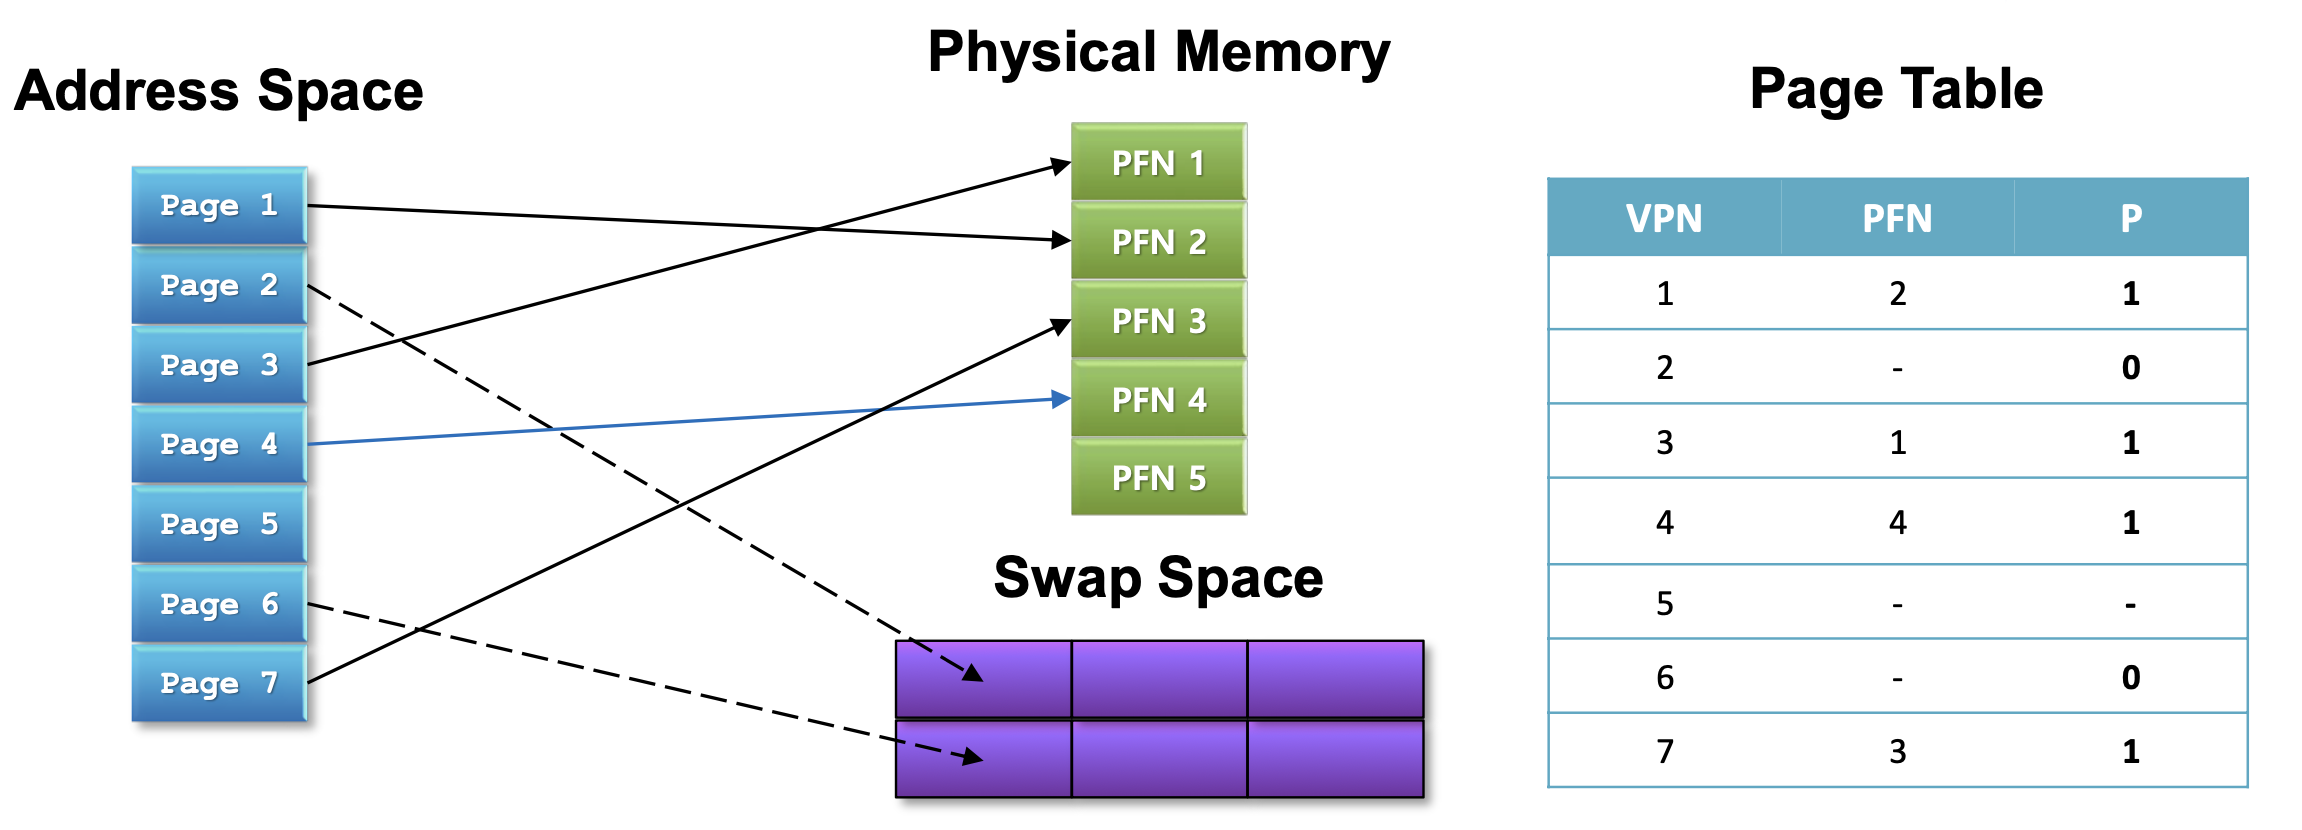 Address Space
Page 1
Page 2
Page 3
Page 4
Page 5
Page 6
Page 7
Physical Memory
PFN 1
PFN 2
PFN 3
PFN 4
PFN 5
Swap Space
Page Table
VPN PFN P
1 2 1
2 - 0
3 1 1
4 4 1
5 - -
6 - 0
7 3 1